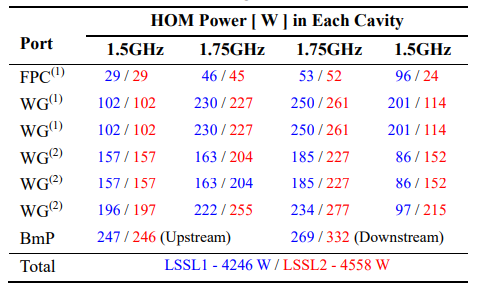 HOM Power [ W ] in Each Cavity
Port 1.5GHz 1.75GHz 1.75GHz 1.5GHz
FPC(1) 29 / 29 46 / 45 53 / 52 96 / 24
WG(1) 102 / 102 230 / 227 250 / 261 201 / 114
WG(1) 102 / 102 230 / 227 250 / 261 201 / 114
WG(2) 157 / 157 163 / 204 185 / 227 86 / 152
WG(2) 157 / 157 163 / 204 185 / 227 86 / 152
WG(2) 196 / 197 222 / 255 234 / 277 97 / 215
BmP 247 / 246 (Upstream) 269 / 332 (Downstream)
Total LSSL1 - 4246 W / LSSL2 - 4558 W